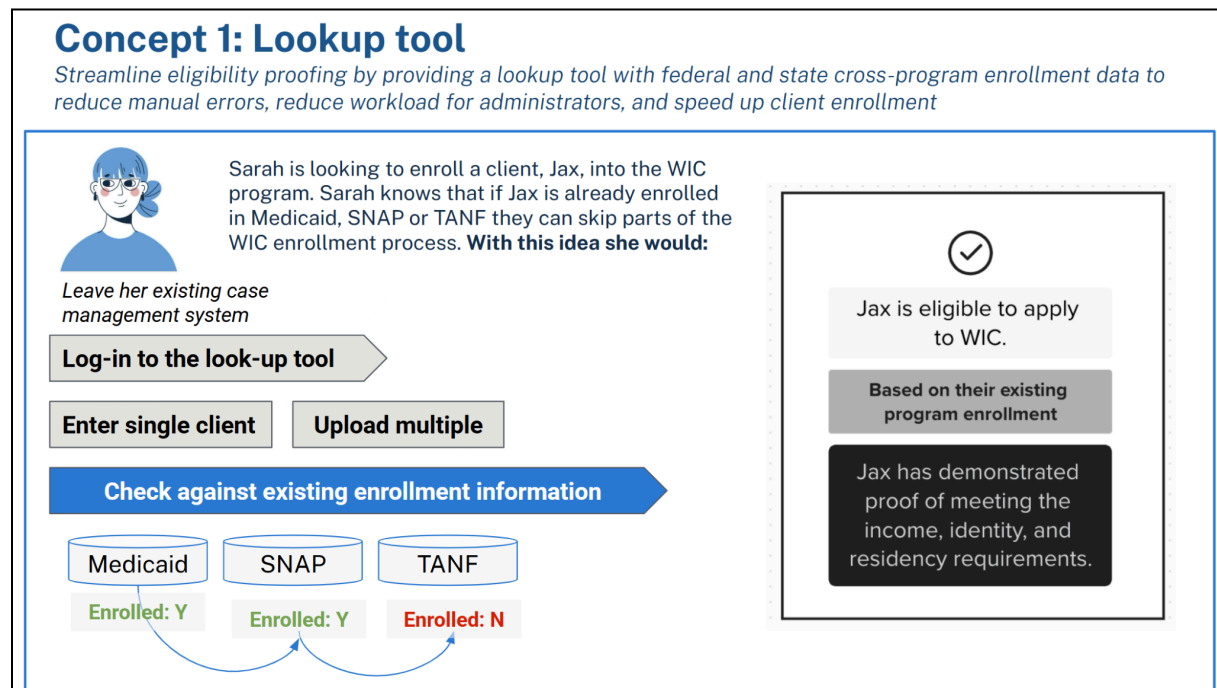 Concept 1: Lookup tool
Streamline eligibility proofing by providing a lookup tool with federal and state cross-program enrollment data to
reduce manual errors, reduce workload for administrators, and speed up client enrollment
Sarah is looking to enroll a client, Jax, into the WIC
program. Sarah knows that if Jax is already enrolled
in Medicaid, SNAP or TANF they can skip parts of the
WIC enrollment process. With this idea she would:
Leave her existing case
management system
Log-in to the look-up tool
Enter single client
Upload multiple
Check against existing enrollment information
Medicaid
SNAP
TANF
Enrolled: Y
Enrolled: Y
Enrolled: N
Jax is eligible to apply
to WIC.
Based on their existing
program enrollment
Jax has demonstrated
proof of meeting the
income, identity, and
residency requirements.